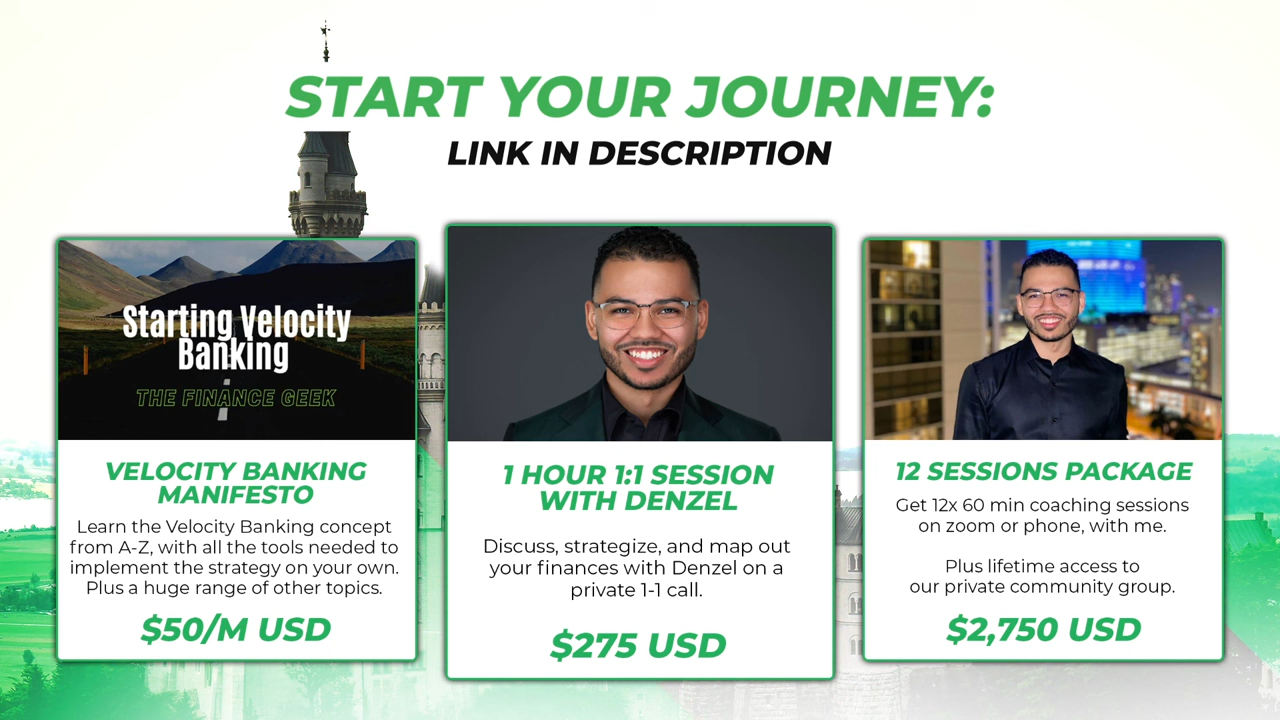 START YOUR JOURNEY:
LINK IN DESCRIPTION
Starting Velocity
Banking
THE FINANCE GEEK
VELOCITY BANKING
MANIFESTO
Learn the Velocity Banking concept
from A-Z, with all the tools needed to
implement the strategy on your own.
Plus a huge range of other topics.
$50/M USD
1 HOUR 1:1 SESSION
WITH DENZEL
Discuss, strategize, and map out
your finances with Denzel on a
private 1-1 call.
$275 USD
12 SESSIONS PACKAGE
Get 12x 60 min coaching sessions
on zoom or phone, with me.
Plus lifetime access to
our private community group.
$2,750 USD